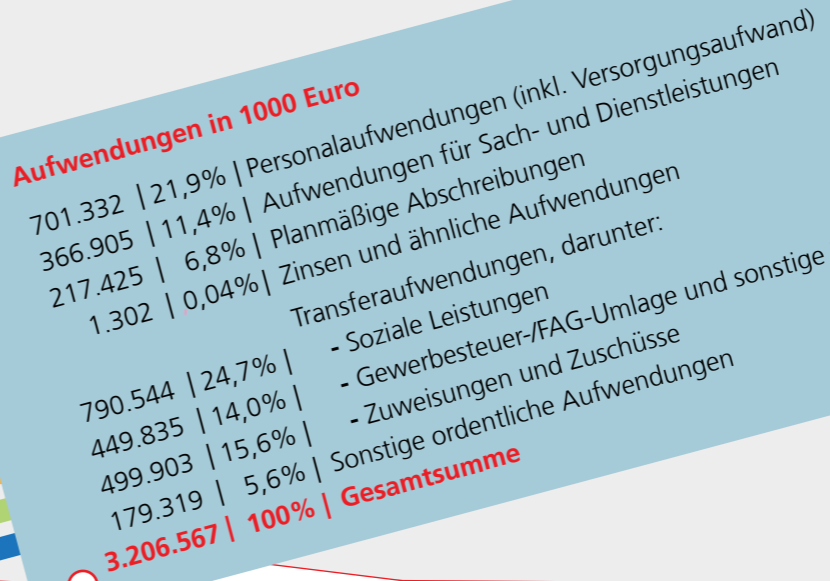 Aufwendungen in 1000 Euro
701.332 | 21,9% | Personalaufwendungen (inkl. Versorgungsaufwand)
366.905 | 11,4% | Aufwendungen für Sach- und Dienstleistungen
217.425 | 6,8% | Planmäßige Abschreibungen
1.302 | 0,04% | Zinsen und ähnliche Aufwendungen
Transferaufwendungen, darunter:
790.544 | 24,7% | - Soziale Leistungen
449.835 | 14,0% | - Gewerbesteuer-/FAG-Umlage und sonstige
499.903 | 15,6% | - Zuweisungen und Zuschüsse
179.319 | 5,6% | Sonstige ordentliche Aufwendungen
3.206.567 | 100% | Gesamtsumme